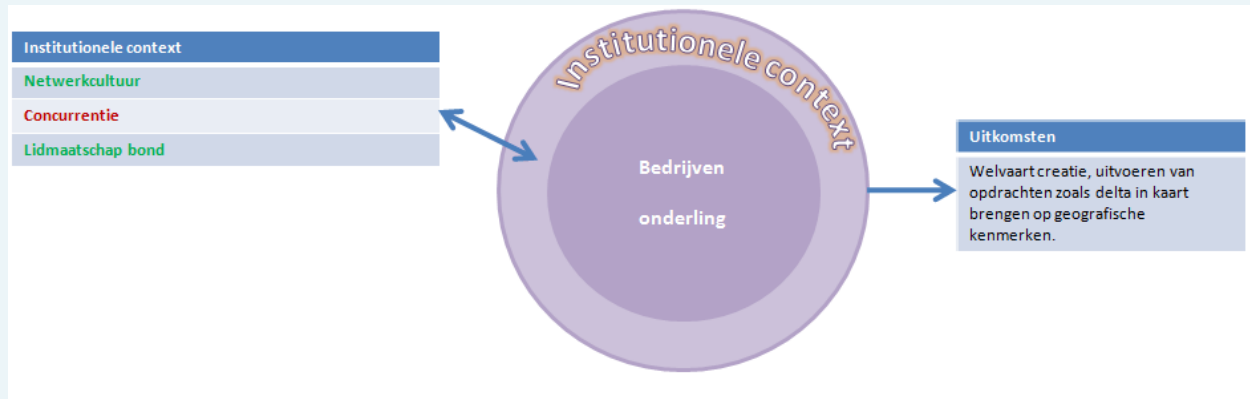 Institutionele context
Netwerkcultuur
Concurrentie
Lidmaatschap bond
Institutionele context
Bedrijven
onderling
Uitkomsten
Welvaart creatie, uitvoeren van
opdrachten zoals delta in kaart
brengen op geografische
kenmerken.